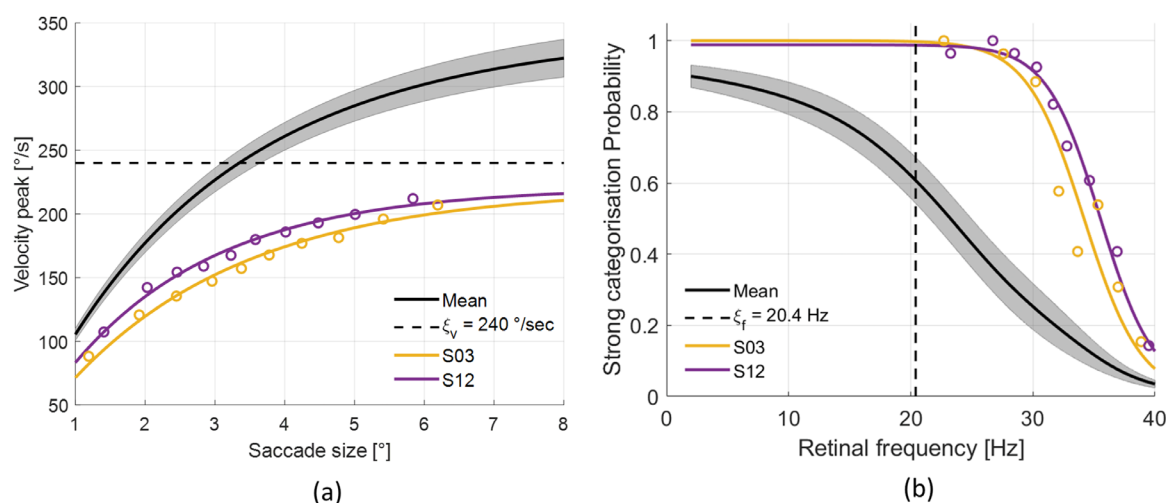 350
300
250
200
150
100
50
Velocity peak [°/s]
1 2 3 4 5 6 7 8
Saccade size [°]
Mean
ξv = 240 °/sec
S03
S12
(a)
1
0.8
0.6
0.4
0.2
0
Strong categorisation Probability
0 10 20 30 40
Retinal frequency [Hz]
Mean
ξf = 20.4 Hz
S03
S12
(b)